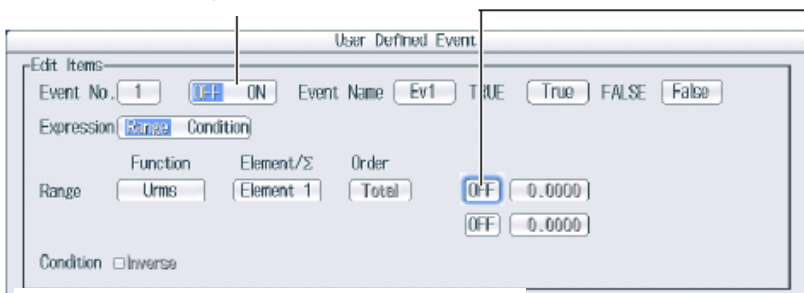 User Defined Event
Edit Items
Event No. 1 OFF ON Event Name Ev1 TRUE True FALSE False
Expression Range Condition
Function Element/Σ Order
Range Urms Element 1 Total OFF 0.0000
OFF 0.0000
Condition Inverse